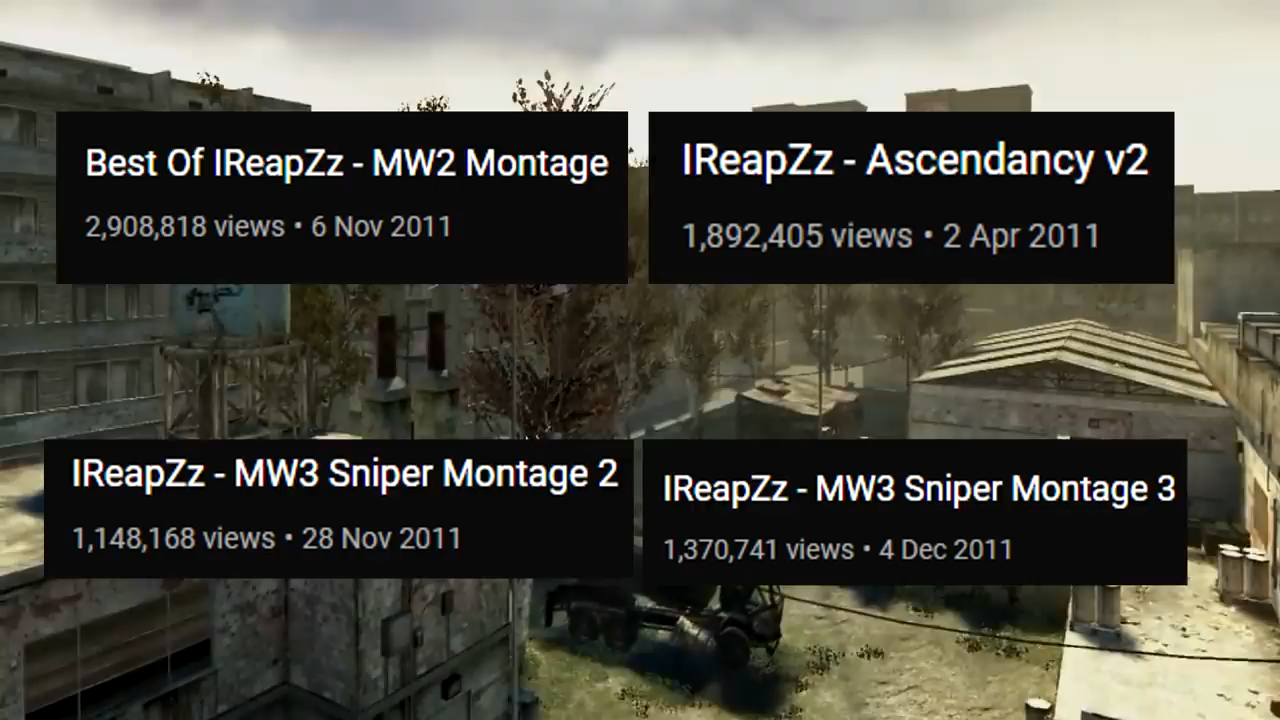 Best Of IReapZz - MW2 Montage
2,908,818 views • 6 Nov 2011
IReapZz - Ascendancy v2
1,892,405 views • 2 Apr 2011
IReapZz - MW3 Sniper Montage 2
1,148,168 views • 28 Nov 2011
IReapZz - MW3 Sniper Montage 3
1,370,741 views • 4 Dec 2011